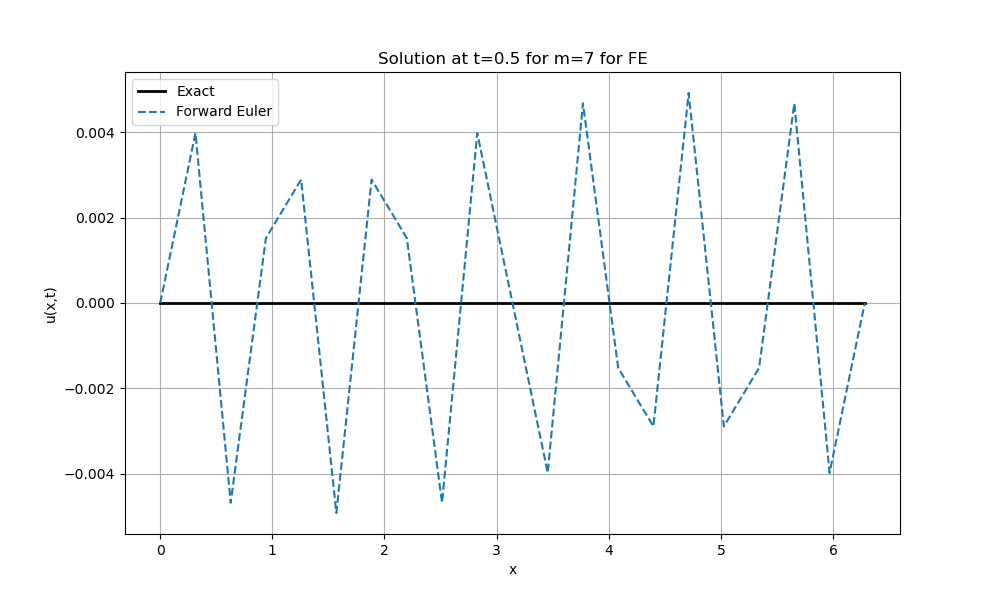 Solution at t=0.5 for m=7 for FE
Exact
Forward Euler
0.004
0.002
0.000
−0.002
−0.004
u(x,t)
0 1 2 3 4 5 6
x